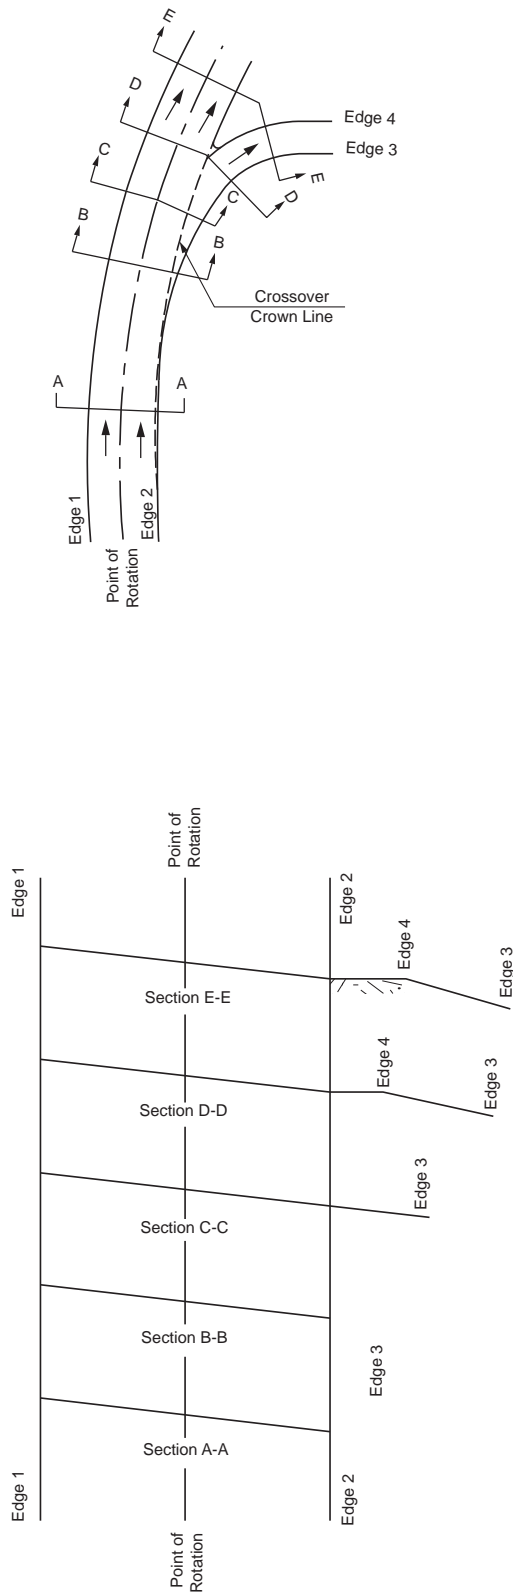 E
D
C
B
A
Edge 4
Edge 3
E
D
C
B
A
Crossover
Crown Line
Edge 1
Edge 2
Point of
Rotation
Edge 1
Point of
Rotation
Edge 2
Edge 4
Edge 3
Section E-E
Edge 4
Edge 3
Section D-D
Edge 3
Section C-C
Section B-B
Edge 3
Section A-A
Edge 1
Point of
Rotation
Edge 2